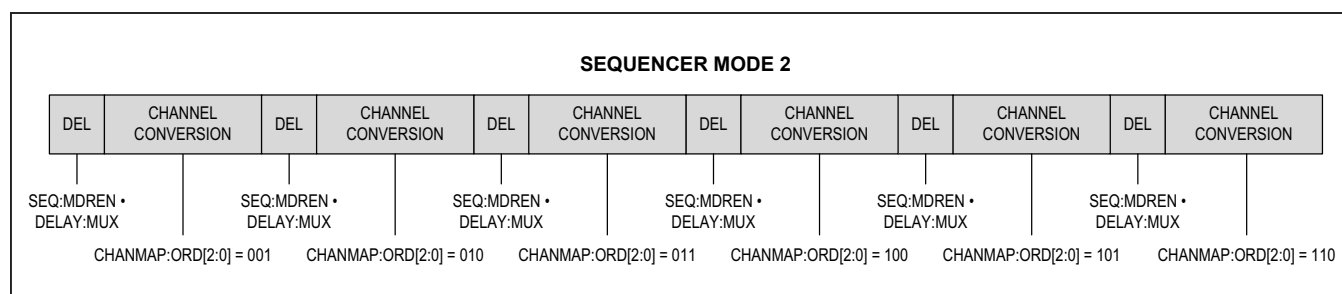 SEQUENCER MODE 2
DEL
CHANNEL
CONVERSION
DEL
CHANNEL
CONVERSION
DEL
CHANNEL
CONVERSION
DEL
CHANNEL
CONVERSION
DEL
CHANNEL
CONVERSION
DEL
CHANNEL
CONVERSION
SEQ:MDREN •
DELAY:MUX
SEQ:MDREN •
DELAY:MUX
SEQ:MDREN •
DELAY:MUX
SEQ:MDREN •
DELAY:MUX
SEQ:MDREN •
DELAY:MUX
SEQ:MDREN •
DELAY:MUX
CHANMAP:ORD[2:0] = 001
CHANMAP:ORD[2:0] = 010
CHANMAP:ORD[2:0] = 011
CHANMAP:ORD[2:0] = 100
CHANMAP:ORD[2:0] = 101
CHANMAP:ORD[2:0] = 110